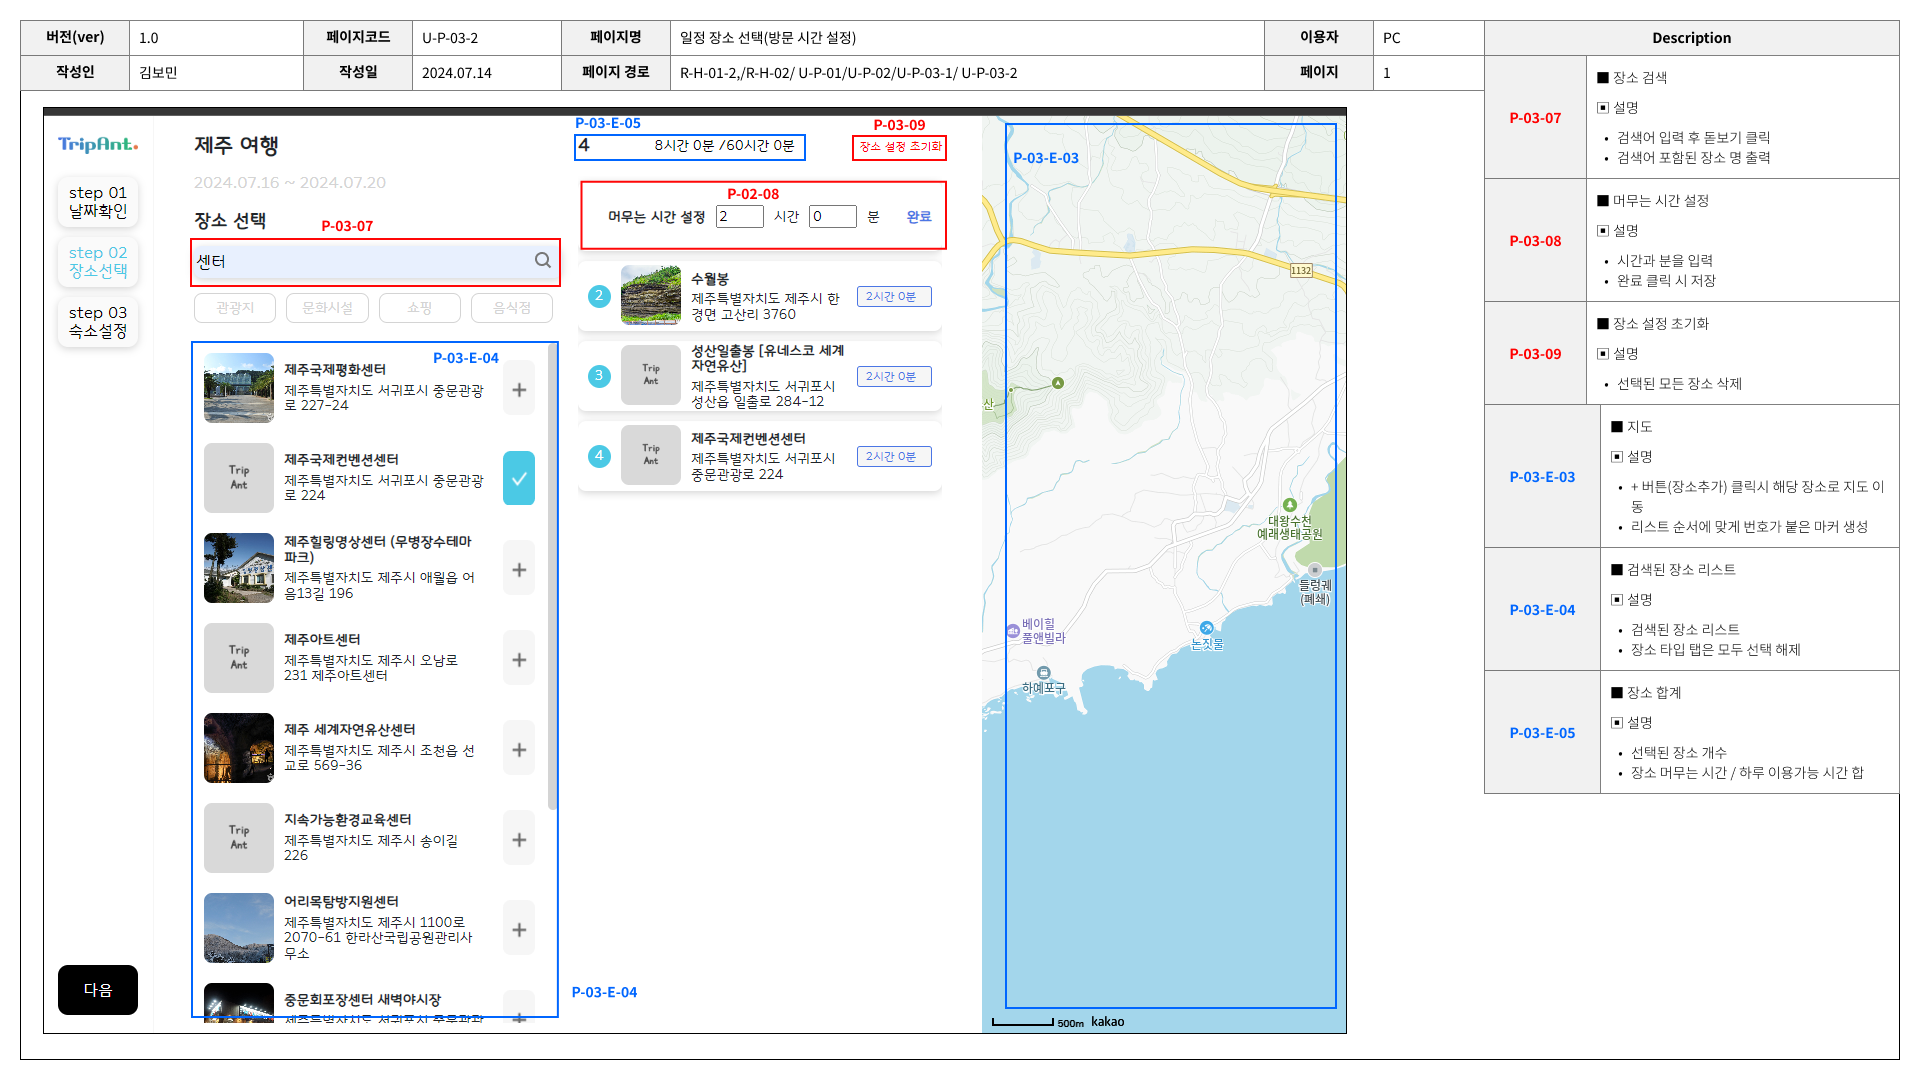 버전(ver) 1.0 페이지코드 U-P-03-2 페이지명 일정 장소 선택(방문 시간 설정) 이용자 PC
작성인 김보민 작성일 2024.07.14 페이지 경로 R-H-01-2,/R-H-02/ U-P-01/U-P-02/U-P-03-1/ U-P-03-2 페이지 1
TripAnt.
step 01
날짜확인
step 02
장소선택
step 03
숙소설정
다음
제주 여행
2024.07.16 ~ 2024.07.20
장소 선택
P-03-07
센터
관광지 문화시설 쇼핑 음식점
P-03-E-04
제주국제평화센터
제주특별자치도 서귀포시 중문관광
로 227-24
Trip
Ant
제주국제컨벤션센터
제주특별자치도 서귀포시 중문관광
로 224
제주힐링명상센터 (무병장수테마
파크)
제주특별자치도 제주시 애월읍 어
음13길 196
Trip
Ant
제주아트센터
제주특별자치도 제주시 오남로
231 제주아트센터
제주 세계자연유산센터
제주특별자치도 제주시 조천읍 선
교로 569-36
Trip
Ant
지속가능환경교육센터
제주특별자치도 제주시 송이길
226
어리목탐방지원센터
제주특별자치도 제주시 1100로
2070-61 한라산국립공원관리사
무소
중문회포장센터 새벽야시장
제주특별자치도 서귀포시 중문관광
P-03-E-04
P-03-E-05
4 8시간 0분 /60시간 0분
P-03-09
장소 설정 초기화
P-02-08
머무는 시간 설정 2 시간 0 분 완료
2
수월봉
제주특별자치도 제주시 한
경면 고산리 3760
2시간 0분
3
Trip
Ant
성산일출봉 [유네스코 세계
자연유산]
제주특별자치도 서귀포시
성산읍 일출로 284-12
2시간 0분
4
Trip
Ant
제주국제컨벤션센터
제주특별자치도 서귀포시
중문관광로 224
2시간 0분
P-03-E-03
1132
산
대왕수천
예래생태공원
들렁궤
(폐쇄)
베이힐
풀앤빌라
논짓물
하예포구
500m kakao
Description
P-03-07
■ 장소 검색
▣ 설명
• 검색어 입력 후 돋보기 클릭
• 검색어 포함된 장소 명 출력
P-03-08
■ 머무는 시간 설정
▣ 설명
• 시간과 분을 입력
• 완료 클릭 시 저장
P-03-09
■ 장소 설정 초기화
▣ 설명
• 선택된 모든 장소 삭제
P-03-E-03
■ 지도
▣ 설명
• + 버튼(장소추가) 클릭시 해당 장소로 지도 이
동
• 리스트 순서에 맞게 번호가 붙은 마커 생성
P-03-E-04
■ 검색된 장소 리스트
▣ 설명
• 검색된 장소 리스트
• 장소 타입 탭은 모두 선택 해제
P-03-E-05
■ 장소 합계
▣ 설명
• 선택된 장소 개수
• 장소 머무는 시간 / 하루 이용가능 시간 합